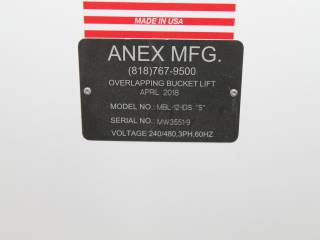 MADE IN USA
ANEX MFG.
(818)767-9500
OVERLAPPING BUCKET LIFT
APRIL 2018
MODEL NO.: MBL-12-IDS "S"
SERIAL NO.: MW3551-9
VOLTAGE 240/480,3PH,60HZ